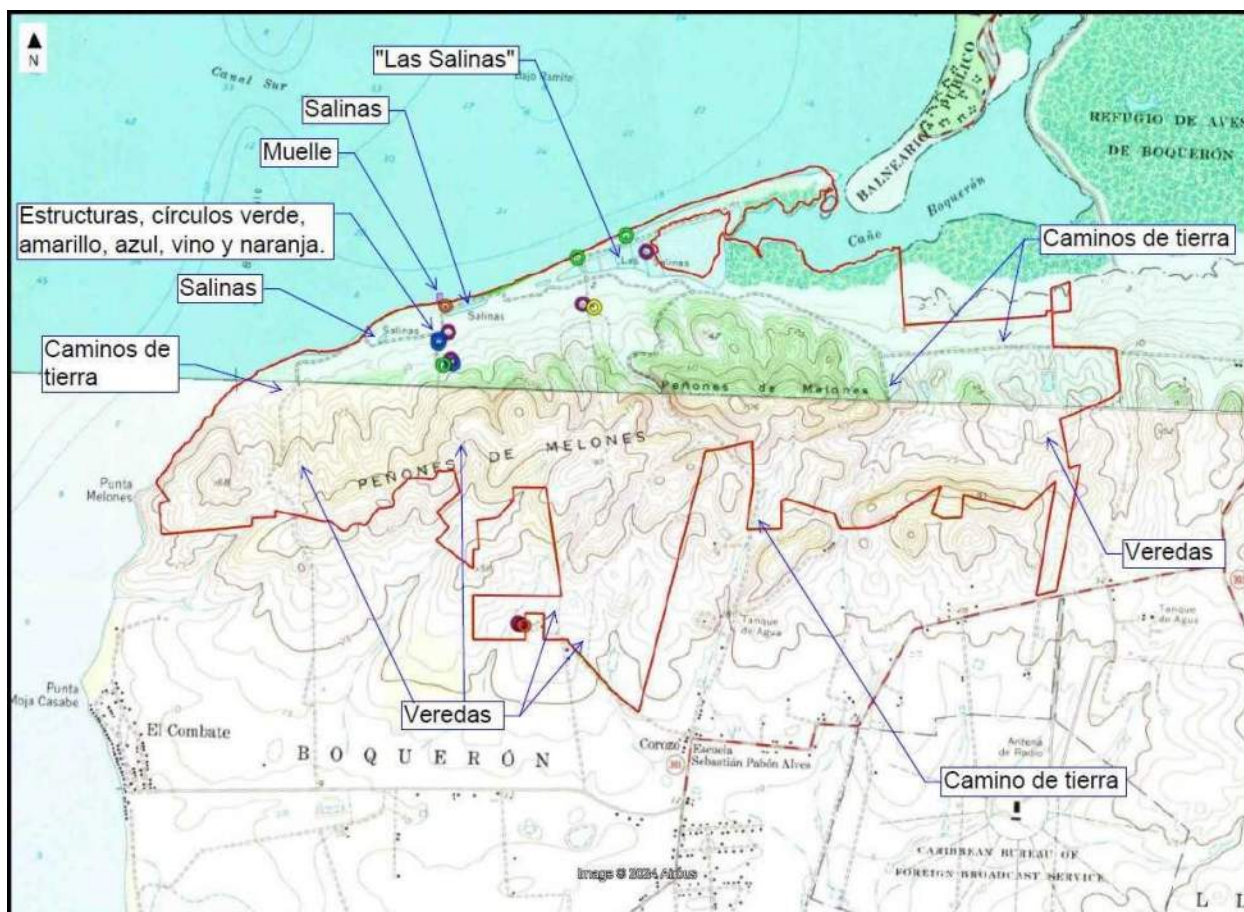 N
Canal Sur
"Las Salinas"
Bajo Ramito
BALNEARIO PÚBLICO
REFUGIO DE AVES
DE BOQUERÓN
Salinas
Muelle
Estructuras, círculos verde,
amarillo, azul, vino y naranja.
Caño Boquerón
Caminos de tierra
Las Salinas
Salinas
Salinas
Salinas
Caminos de
tierra
Peñones de Melones
PEÑONES DE MELONES
Punta
Melones
Veredas
Tanque
de Agua
Tanque
de Agua
Punta
Moja Casabe
Veredas
El Combate
BOQUERÓN
Corozo
Escuela
Sebastián Pabón Alves
Antena
de Radio
Camino de tierra
CARIBBEAN BUREAU OF
FOREIGN BROADCAST SERVICE
Image © 2024 Airbus
L L